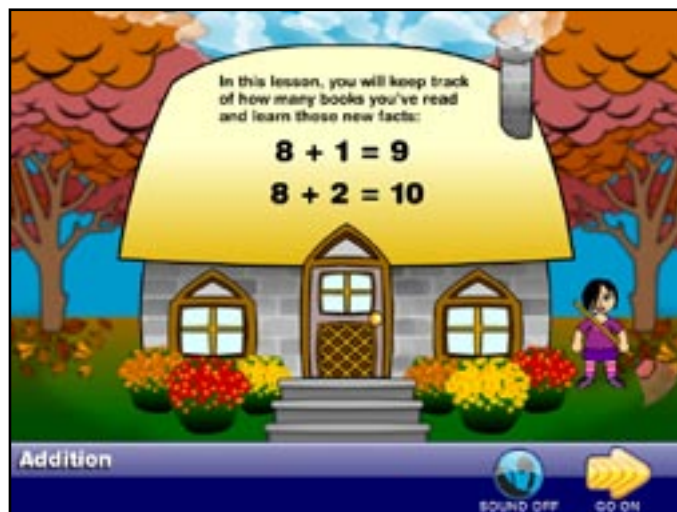 In this lesson, you will keep track
of how many books you've read
and learn these new facts:
8 + 1 = 9
8 + 2 = 10
Addition
SOUND OFF
GO ON